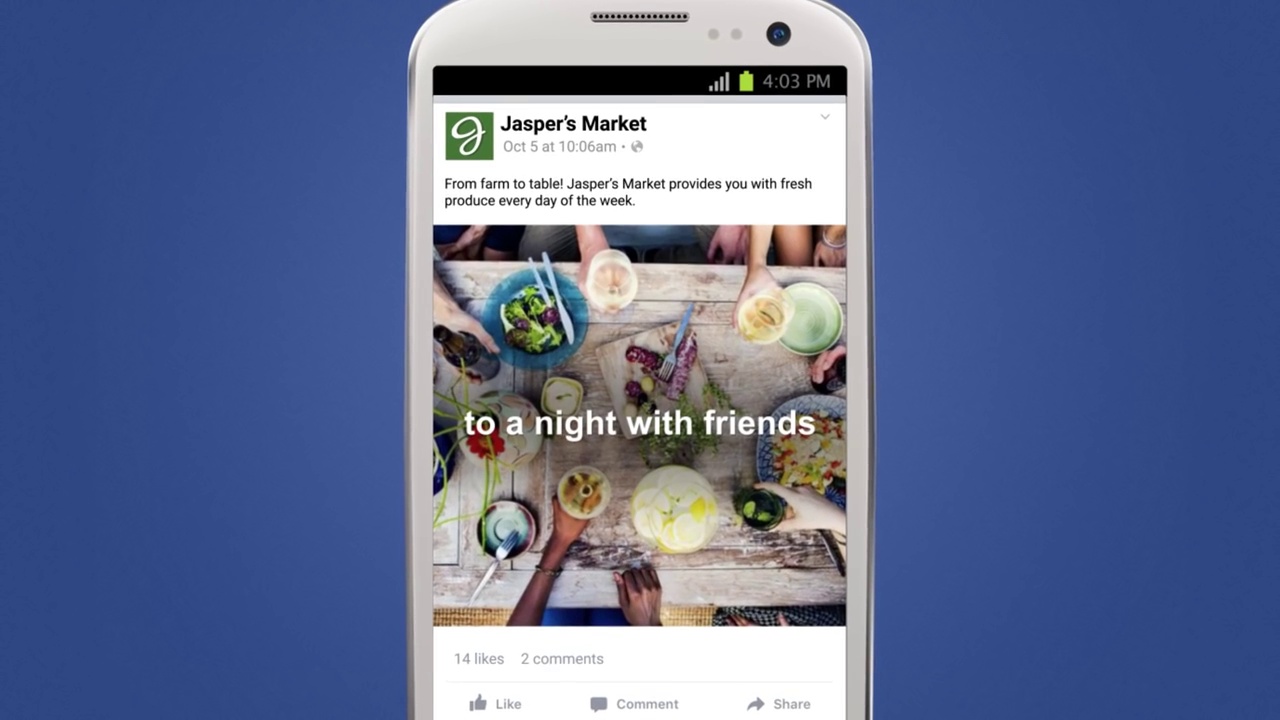 4:03 PM
Jasper's Market
Oct 5 at 10:06am •
From farm to table! Jasper's Market provides you with fresh
produce every day of the week.
to a night with friends
14 likes 2 comments
Like Comment Share